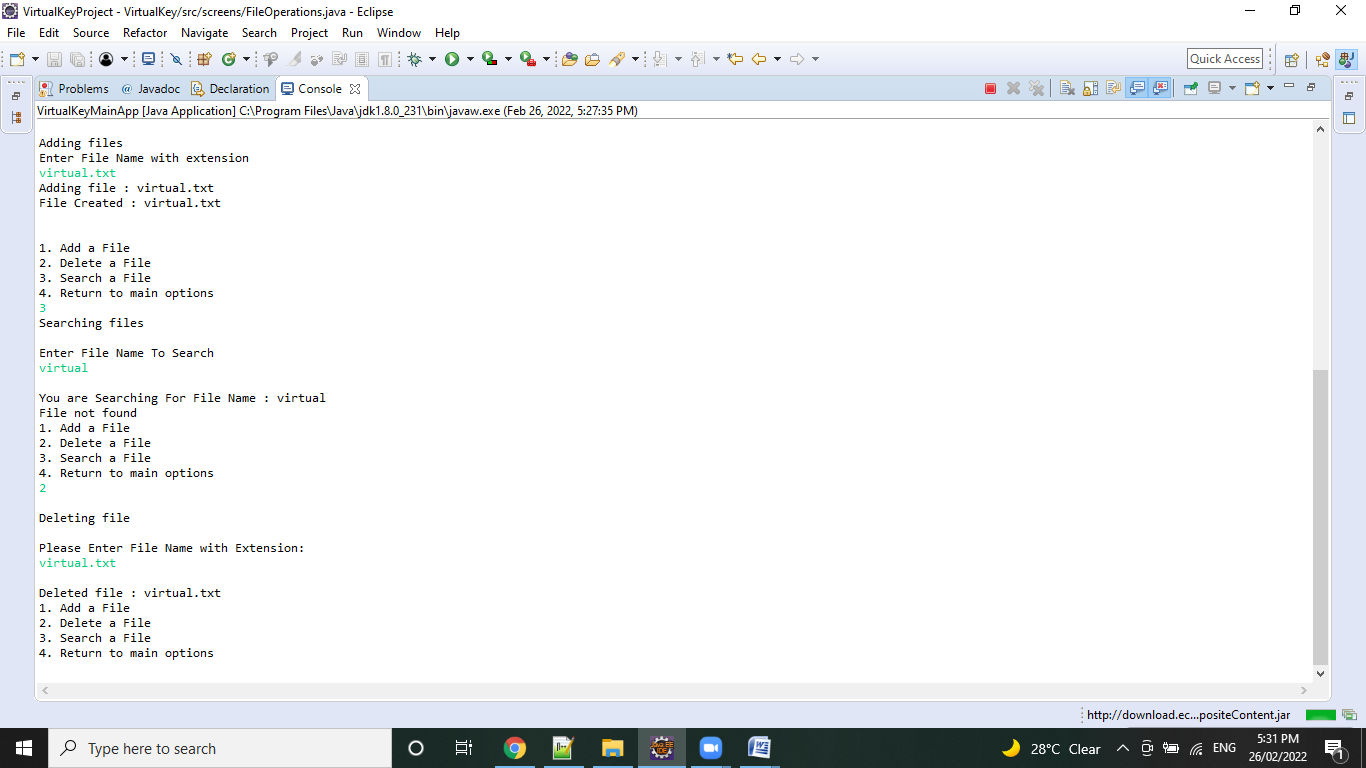 VirtualKeyProject - VirtualKey/src/screens/FileOperations.java - Eclipse
File Edit Source Refactor Navigate Search Project Run Window Help
Quick Access
Problems @ Javadoc Declaration Console
VirtualKeyMainApp [Java Application] C:\Program Files\Java\jdk1.8.0_231\bin\javaw.exe (Feb 26, 2022, 5:27:35 PM)
Adding files
Enter File Name with extension
virtual.txt
Adding file : virtual.txt
File Created : virtual.txt
1. Add a File
2. Delete a File
3. Search a File
4. Return to main options
3
Searching files
Enter File Name To Search
virtual
You are Searching For File Name : virtual
File not found
1. Add a File
2. Delete a File
3. Search a File
4. Return to main options
2
Deleting file
Please Enter File Name with Extension:
virtual.txt
Deleted file : virtual.txt
1. Add a File
2. Delete a File
3. Search a File
4. Return to main options
http://download.ec...positeContent.jar
Type here to search
28°C Clear
ENG
5:31 PM
26/02/2022
1